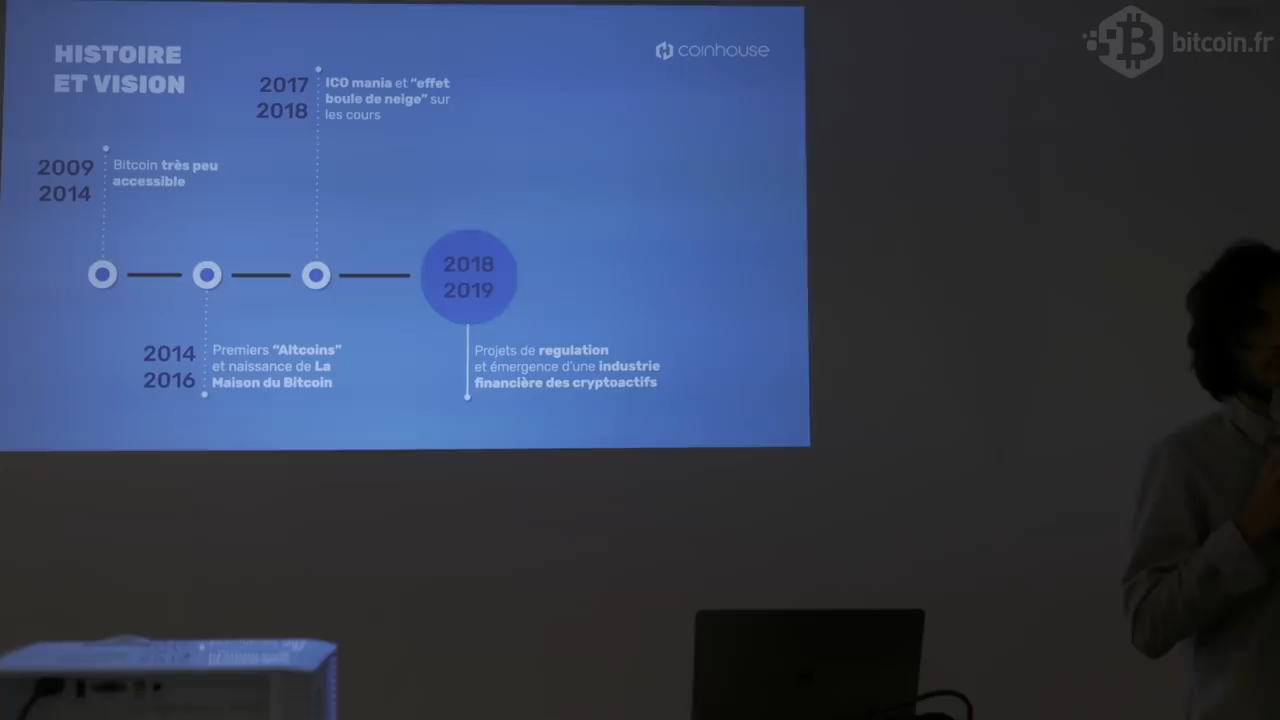 HISTOIRE
ET VISION
coinhouse
bitcoin.fr
2017
2018
ICO mania et “effet
boule de neige” sur
les cours
2009
2014
Bitcoin très peu
accessible
2018
2019
2014
2016
Premiers “Altcoins”
et naissance de La
Maison du Bitcoin
Projets de regulation
et émergence d’une industrie
financière des cryptoactifs